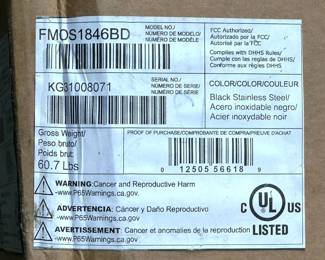 MODEL NO./
NUMERO DE MODELO/
NUMÉRO DE MODÈLE
FMOS1846BD
FCC Authorized/
Autorizado por la FCC/
Autorisé par la FCC
Complies with DHHS Rules/
Cumple con las reglas de DHHS/
Conforme aux règles DHHS
SERIAL NO./
NÚMERO DE SERIE/
NUMÉRO DE SÉRIE
KG31008071
COLOR/COLOR/COULEUR
Black Stainless Steel/
Acero inoxidable negro/
Acier inoxydable noir
Gross Weight/
Peso bruto/
Poids brut:
60.7 Lbs
PROOF OF PURCHASE/COMPROBANTE DE COMPRA/PREUVE D'ACHAT
0 12505 56618 9
WARNING:Cancer and Reproductive Harm
-www.P65Warnings.ca.gov.
ADVERTENCIA: Cáncer y Daño Reproductivo
-www.P65Warnings.ca.gov.
AVERTISSEMENT: Cancer et anomalies de la reproduction
-www.P65Warnings.ca.gov.
C UL US
LISTED